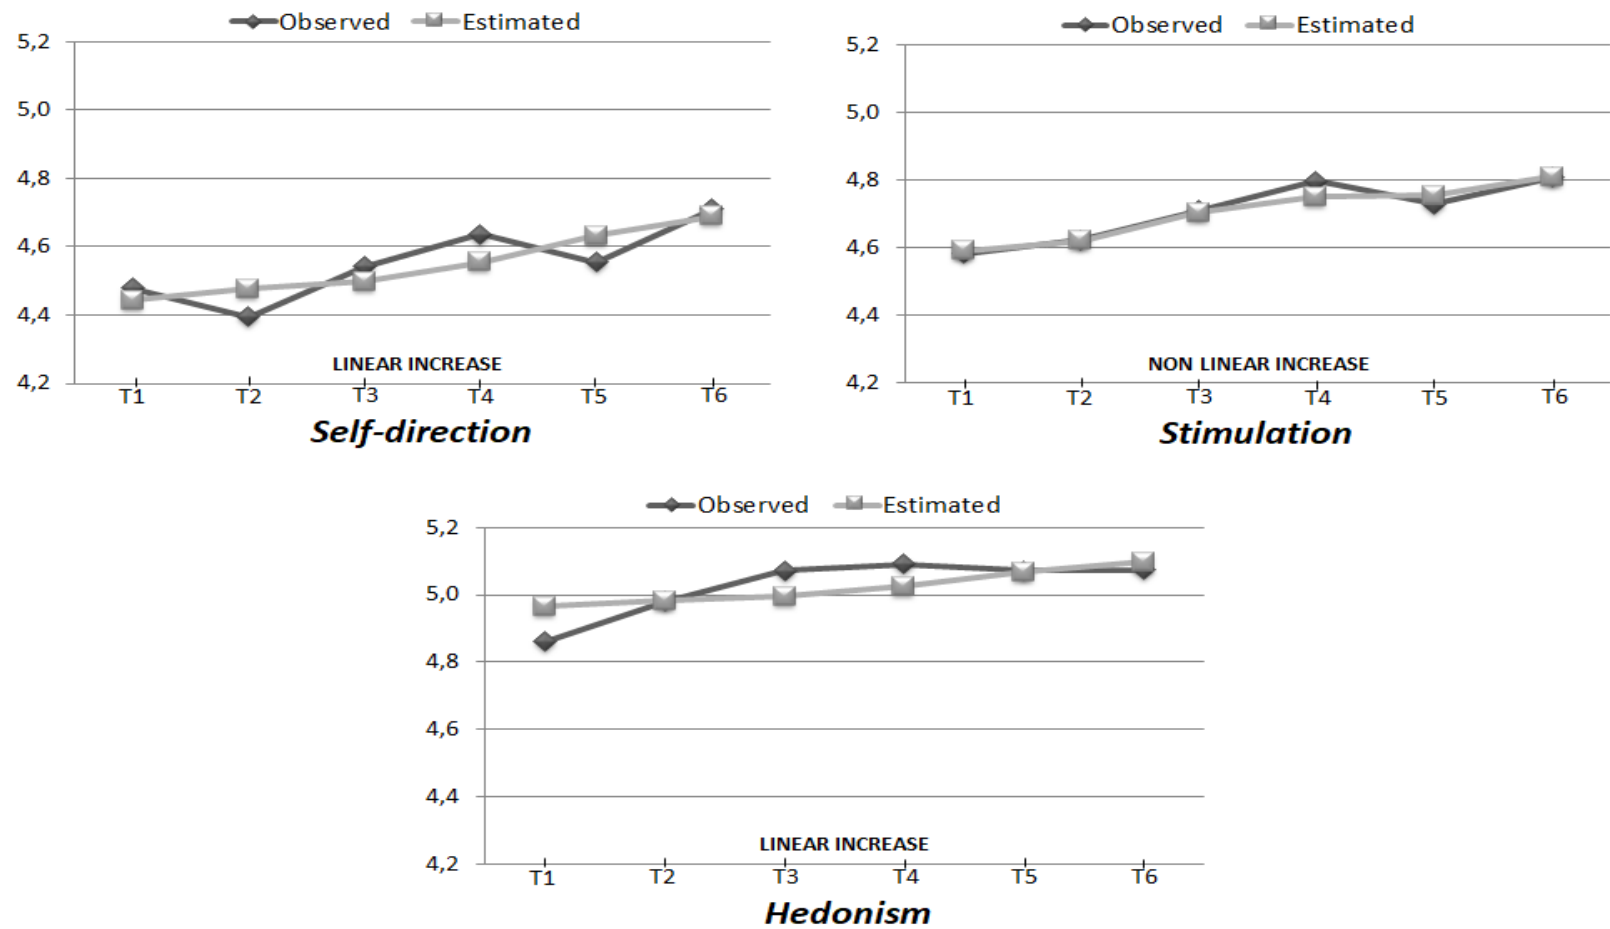 Observed Estimated
5,2
5,0
4,8
4,6
4,4
4,2
LINEAR INCREASE
T1 T2 T3 T4 T5 T6
Self-direction
Observed Estimated
5,2
5,0
4,8
4,6
4,4
4,2
NON LINEAR INCREASE
T1 T2 T3 T4 T5 T6
Stimulation
Observed Estimated
5,2
5,0
4,8
4,6
4,4
4,2
LINEAR INCREASE
T1 T2 T3 T4 T5 T6
Hedonism